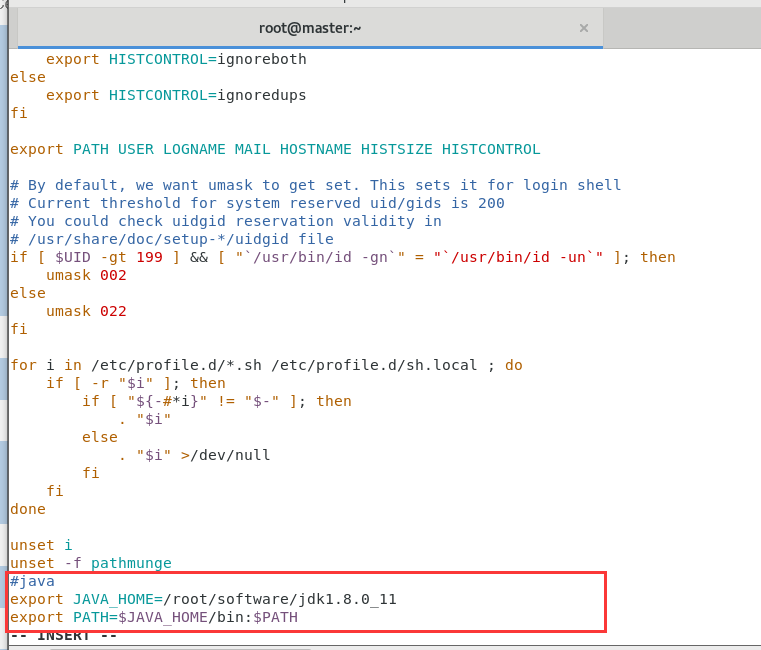 root@master:~
    export HISTCONTROL=ignoreboth
else
    export HISTCONTROL=ignoredups
fi
export PATH USER LOGNAME MAIL HOSTNAME HISTSIZE HISTCONTROL
# By default, we want umask to get set. This sets it for login shell
# Current threshold for system reserved uid/gids is 200
# You could check uidgid reservation validity in
# /usr/share/doc/setup-*/uidgid file
if [ $UID -gt 199 ] && [ "`/usr/bin/id -gn`" = "`/usr/bin/id -un`" ]; then
    umask 002
else
    umask 022
fi
for i in /etc/profile.d/*.sh /etc/profile.d/sh.local ; do
    if [ -r "$i" ]; then
        if [ "${-#*i}" != "$-" ]; then
            . "$i"
        else
            . "$i" >/dev/null
        fi
    fi
done
unset i
unset -f pathmunge
#java
export JAVA_HOME=/root/software/jdk1.8.0_11
export PATH=$JAVA_HOME/bin:$PATH
-- INSERT --